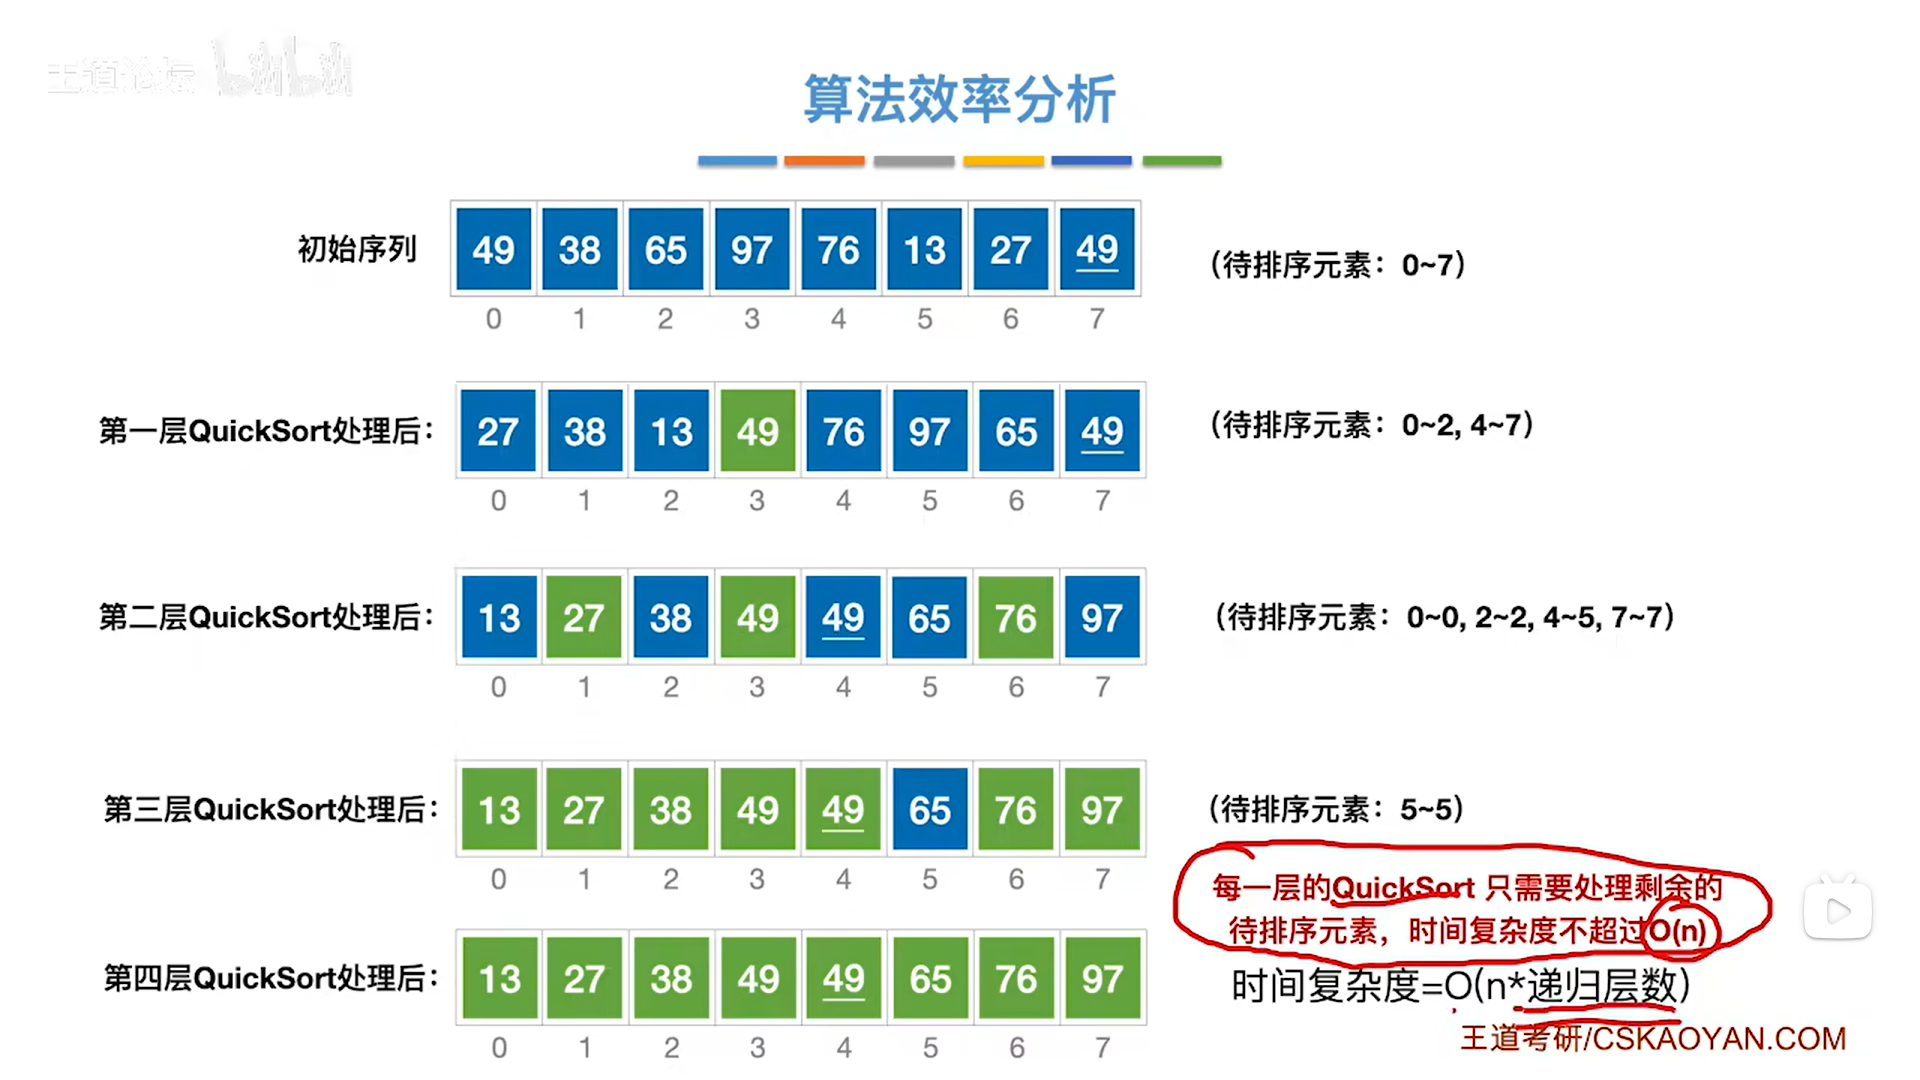 王道论坛 bilibili
算法效率分析
初始序列
49 38 65 97 76 13 27 49
(待排序元素：0~7)
0 1 2 3 4 5 6 7
第一层QuickSort处理后：
27 38 13 49 76 97 65 49
(待排序元素：0~2, 4~7)
0 1 2 3 4 5 6 7
第二层QuickSort处理后：
13 27 38 49 49 65 76 97
(待排序元素：0~0, 2~2, 4~5, 7~7)
0 1 2 3 4 5 6 7
第三层QuickSort处理后：
13 27 38 49 49 65 76 97
(待排序元素：5~5)
0 1 2 3 4 5 6 7
每一层的QuickSort 只需要处理剩余的
待排序元素，时间复杂度不超过O(n)
第四层QuickSort处理后：
13 27 38 49 49 65 76 97
时间复杂度=O(n*递归层数)
0 1 2 3 4 5 6 7
王道考研/CSKAOYAN.COM